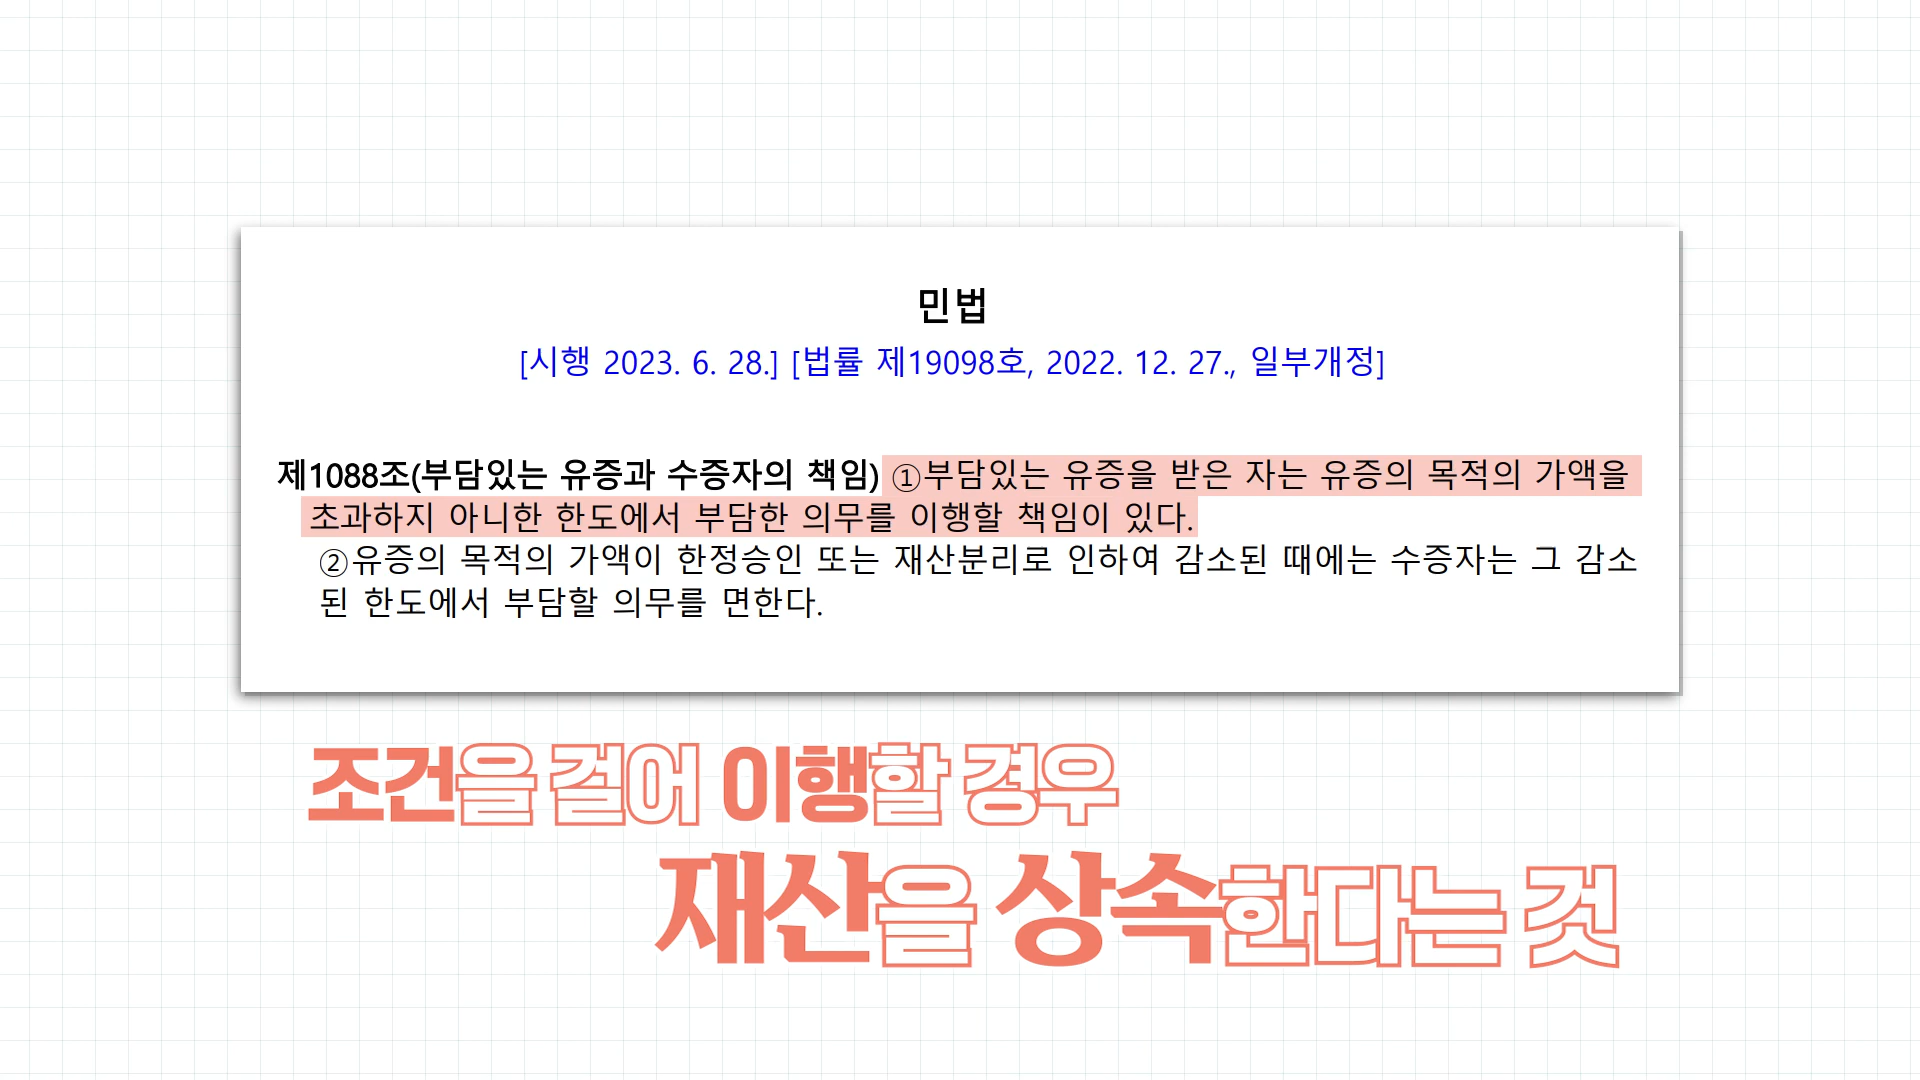 민법
[시행 2023. 6. 28.] [법률 제19098호, 2022. 12. 27., 일부개정]
제1088조(부담있는 유증과 수증자의 책임) ①부담있는 유증을 받은 자는 유증의 목적의 가액을
초과하지 아니한 한도에서 부담한 의무를 이행할 책임이 있다.
②유증의 목적의 가액이 한정승인 또는 재산분리로 인하여 감소된 때에는 수증자는 그 감소
된 한도에서 부담할 의무를 면한다.
조건을 걸어 이행할 경우
재산을 상속한다는 것